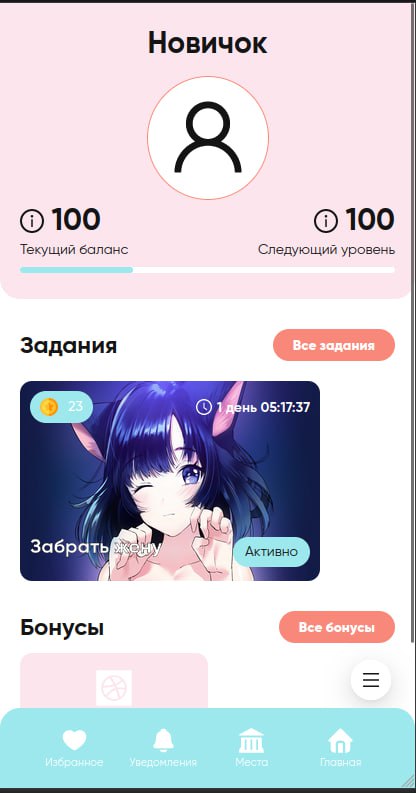 Новичок
100
100
Текущий баланс
Следующий уровень
Задания
Все задания
23
1 день 05:17:37
Забрать жену
Активно
Бонусы
Все бонусы
Избранное
Уведомления
Места
Главная